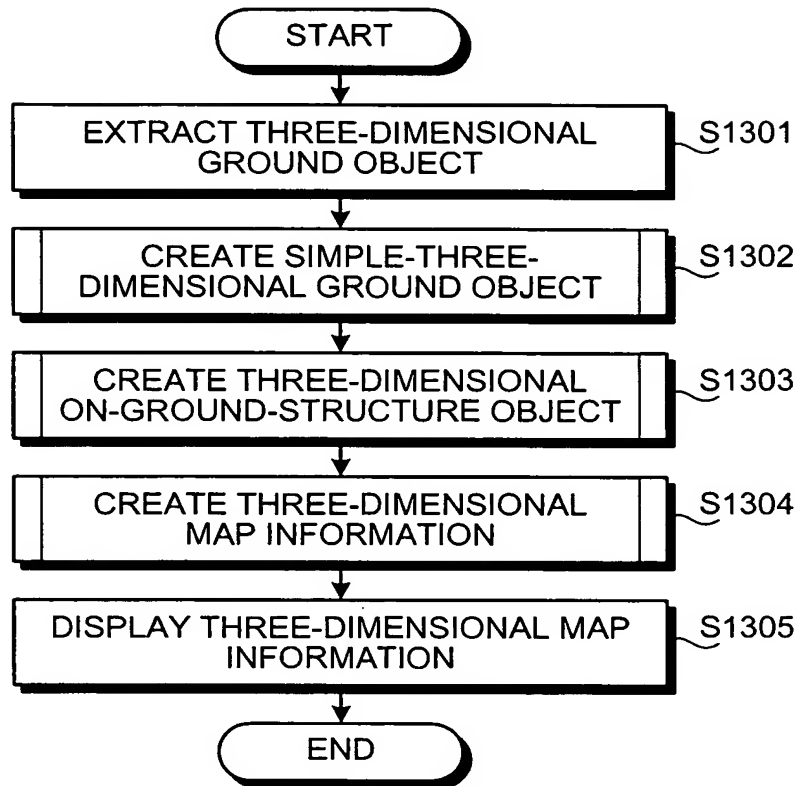 START
EXTRACT THREE-DIMENSIONAL
GROUND OBJECT
S1301
CREATE SIMPLE-THREE-
DIMENSIONAL GROUND OBJECT
S1302
CREATE THREE-DIMENSIONAL
ON-GROUND-STRUCTURE OBJECT
S1303
CREATE THREE-DIMENSIONAL
MAP INFORMATION
S1304
DISPLAY THREE-DIMENSIONAL MAP
INFORMATION
S1305
END